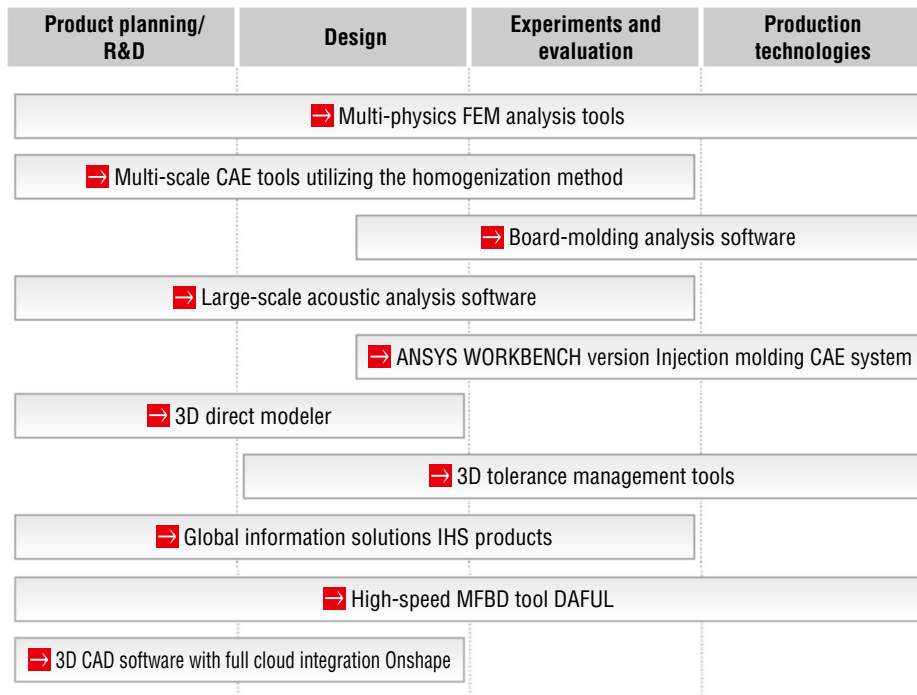 Product planning/
R&D
Design
Experiments and
evaluation
Production
technologies
→ Multi-physics FEM analysis tools
→ Multi-scale CAE tools utilizing the homogenization method
→ Board-molding analysis software
→ Large-scale acoustic analysis software
→ ANSYS WORKBENCH version Injection molding CAE system
→ 3D direct modeler
→ 3D tolerance management tools
→ Global information solutions IHS products
→ High-speed MFBD tool DAFUL
→ 3D CAD software with full cloud integration Onshape